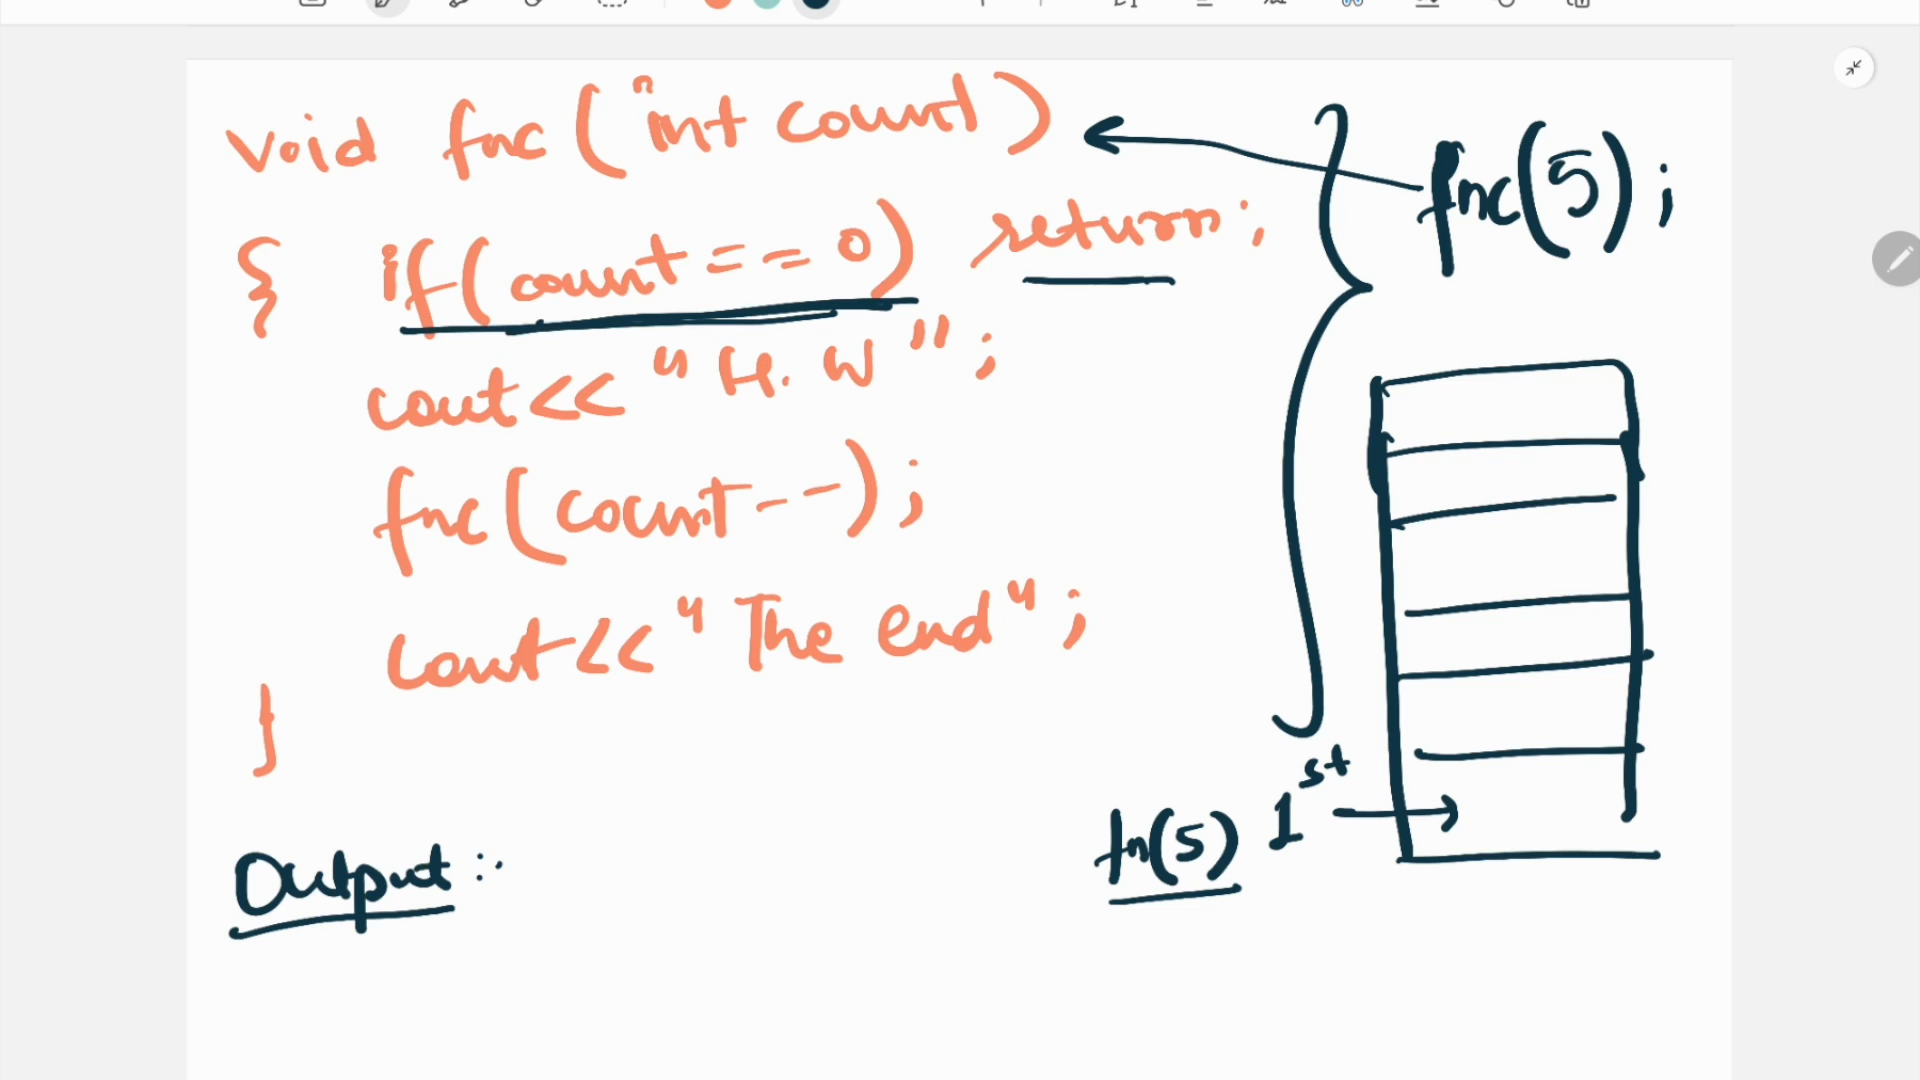 void fnc(int count)
{ if(count==0) return;
cout<<"H.W";
fnc(count--);
cout<<"The end";
}
Output :-
fnc(5);
fn(5) 1st